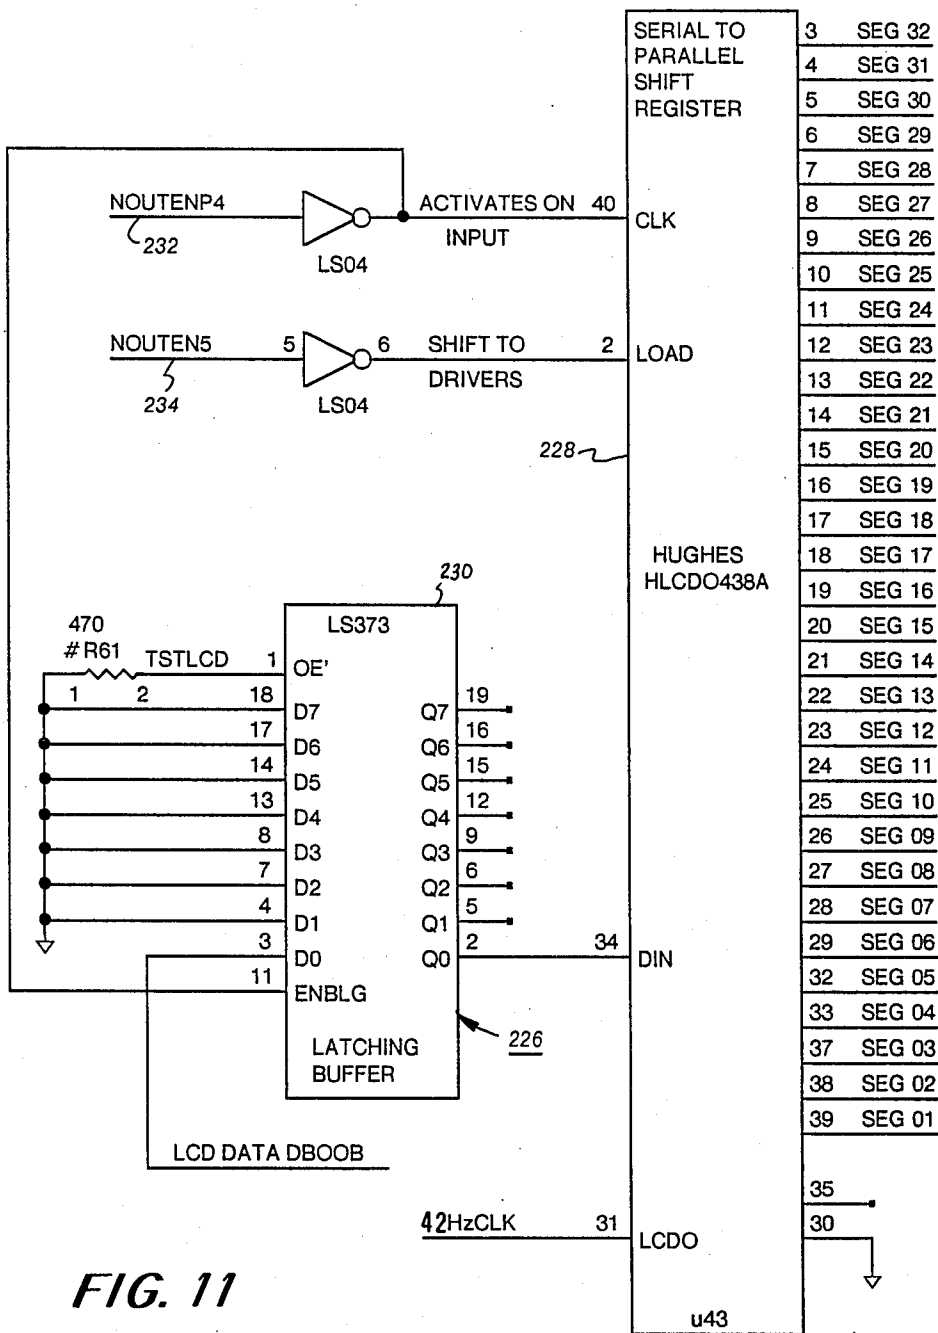 SERIAL TO
PARALLEL
SHIFT
REGISTER
3 SEG 32
4 SEG 31
5 SEG 30
6 SEG 29
7 SEG 28
8 SEG 27
9 SEG 26
10 SEG 25
11 SEG 24
12 SEG 23
13 SEG 22
14 SEG 21
15 SEG 20
16 SEG 19
17 SEG 18
18 SEG 17
19 SEG 16
20 SEG 15
21 SEG 14
22 SEG 13
23 SEG 12
24 SEG 11
25 SEG 10
26 SEG 09
27 SEG 08
28 SEG 07
29 SEG 06
32 SEG 05
33 SEG 04
37 SEG 03
38 SEG 02
39 SEG 01
35
30
NOUTENP4
232
LS04
ACTIVATES ON
INPUT
40 CLK
NOUTEN5
234
5
6
LS04
SHIFT TO
DRIVERS
2 LOAD
228
HUGHES
HLCDO438A
230
LS373
470
#R61
TSTLCD
1 2
1 OE'
18 D7
17 D6
14 D5
13 D4
8 D3
7 D2
4 D1
3 D0
11 ENBLG
Q7 19
Q6 16
Q5 15
Q4 12
Q3 9
Q2 6
Q1 5
Q0 2
34 DIN
LATCHING
BUFFER
226
LCD DATA DBOOB
42HzCLK
31 LCDO
u43
FIG. 11